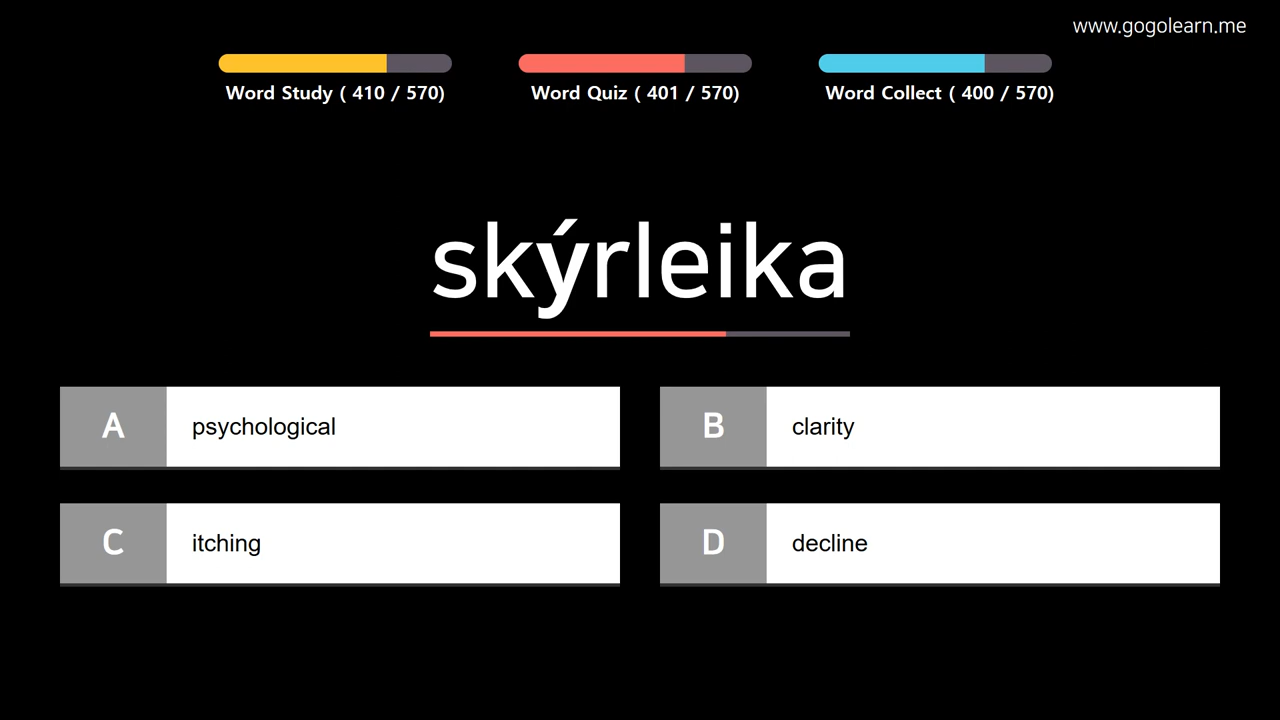 www.gogolearn.me
Word Study ( 410 / 570)
Word Quiz ( 401 / 570)
Word Collect ( 400 / 570)
skýrleika
A psychological
B clarity
C itching
D decline